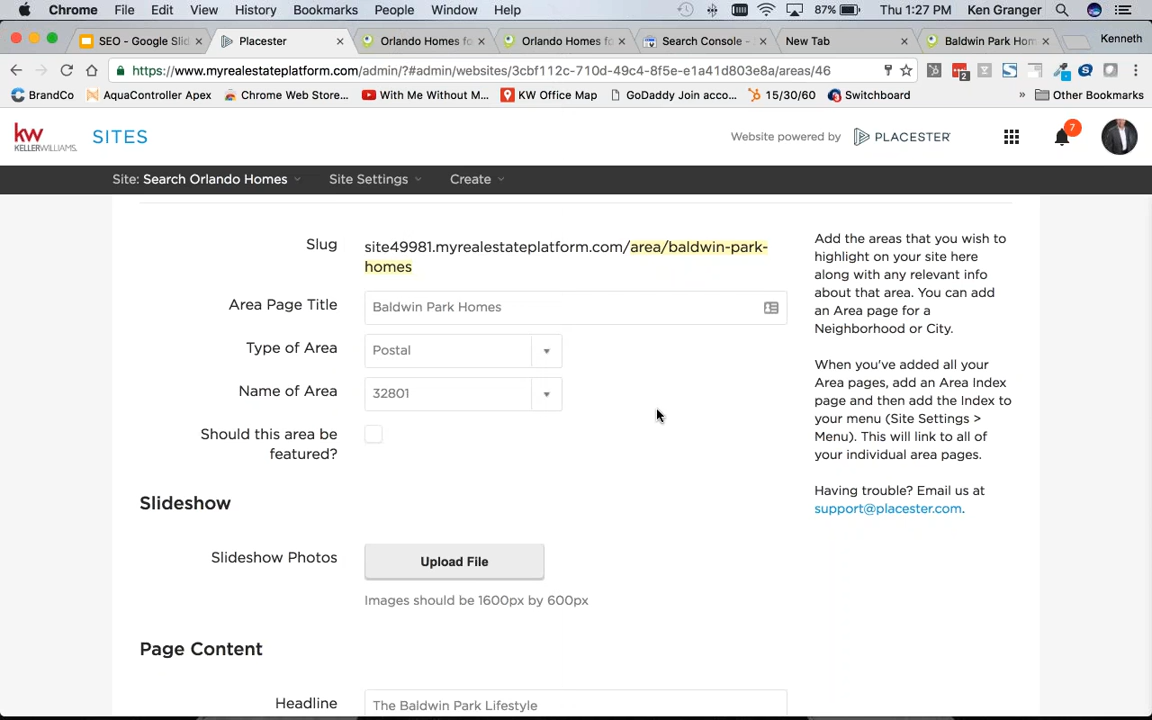 Chrome File Edit View History Bookmarks People Window Help 87% Thu 1:27 PM Ken Granger
SEO - Google Slid Placester Orlando Homes fo Orlando Homes fo Search Console - New Tab Baldwin Park Hom Kenneth
https://www.myrealestateplatform.com/admin/?#admin/websites/3cbf112c-710d-49c4-8f5e-e1a41d803e8a/areas/46
BrandCo AquaController Apex Chrome Web Store... With Me Without M... KW Office Map GoDaddy Join acco... 15/30/60 Switchboard » Other Bookmarks
kw KELLERWILLIAMS. SITES Website powered by PLACESTER 7
Site: Search Orlando Homes Site Settings Create
Slug site49981.myrealestateplatform.com/area/baldwin-park-
homes
Area Page Title Baldwin Park Homes
Type of Area Postal
Name of Area 32801
Should this area be
featured?
Slideshow
Slideshow Photos Upload File
Images should be 1600px by 600px
Page Content
Headline The Baldwin Park Lifestyle
Add the areas that you wish to
highlight on your site here
along with any relevant info
about that area. You can add
an Area page for a
Neighborhood or City.
When you've added all your
Area pages, add an Area Index
page and then add the Index to
your menu (Site Settings >
Menu). This will link to all of
your individual area pages.
Having trouble? Email us at
support@placester.com.